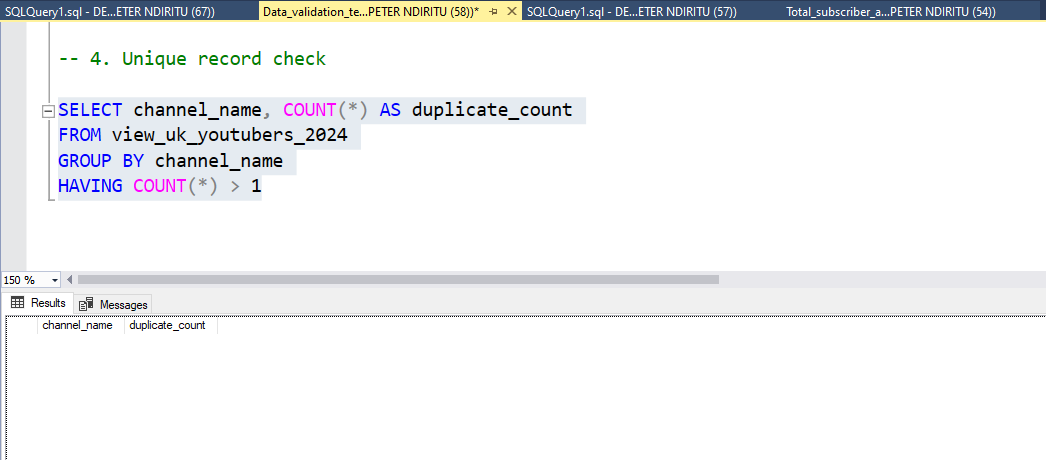 SQLQuery1.sql - DE...ETER NDIRITU (67)) Data_validation_te...PETER NDIRITU (58))* SQLQuery1.sql - DE...ETER NDIRITU (57)) Total_subscriber_a...PETER NDIRITU (54))
-- 4. Unique record check
SELECT channel_name, COUNT(*) AS duplicate_count
FROM view_uk_youtubers_2024
GROUP BY channel_name
HAVING COUNT(*) > 1
150 %
Results Messages
channel_name duplicate_count